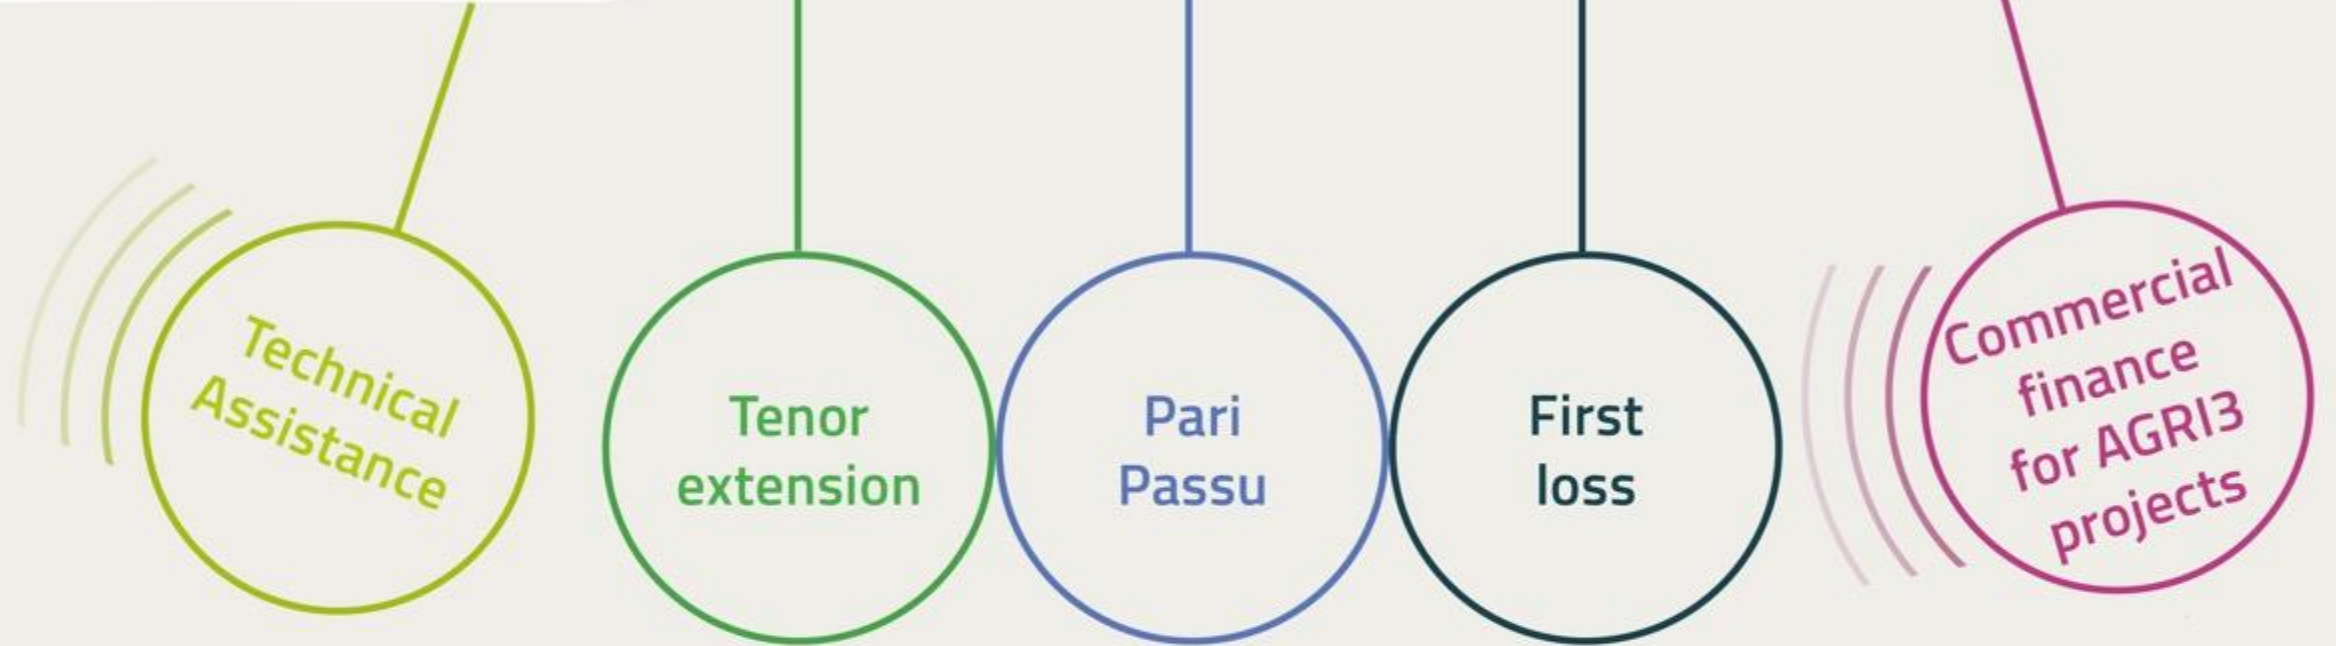 Technical
Assistance
Tenor
extension
Pari
Passu
First
loss
Commercial
finance
for AGRI3
projects